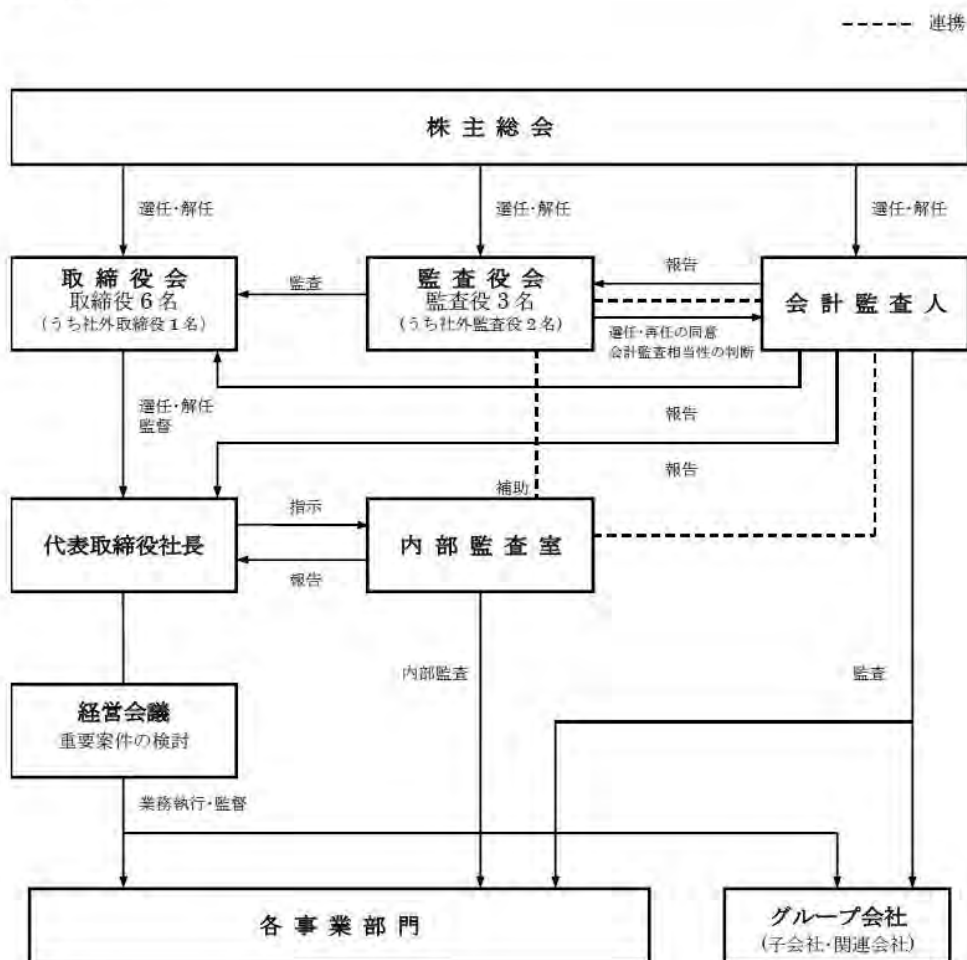 連携
株主総会
選任・解任
選任・解任
選任・解任
取締役会
取締役6名
(うち社外取締役1名)
監査
監査役会
監査役3名
(うち社外監査役2名)
報告
選任・再任の同意
会計監査相当性の判断
会計監査人
選任・解任
監督
報告
報告
補助
代表取締役社長
指示
報告
内部監査室
内部監査
監査
経営会議
重要案件の検討
業務執行・監督
各事業部門
グループ会社
(子会社・関連会社)